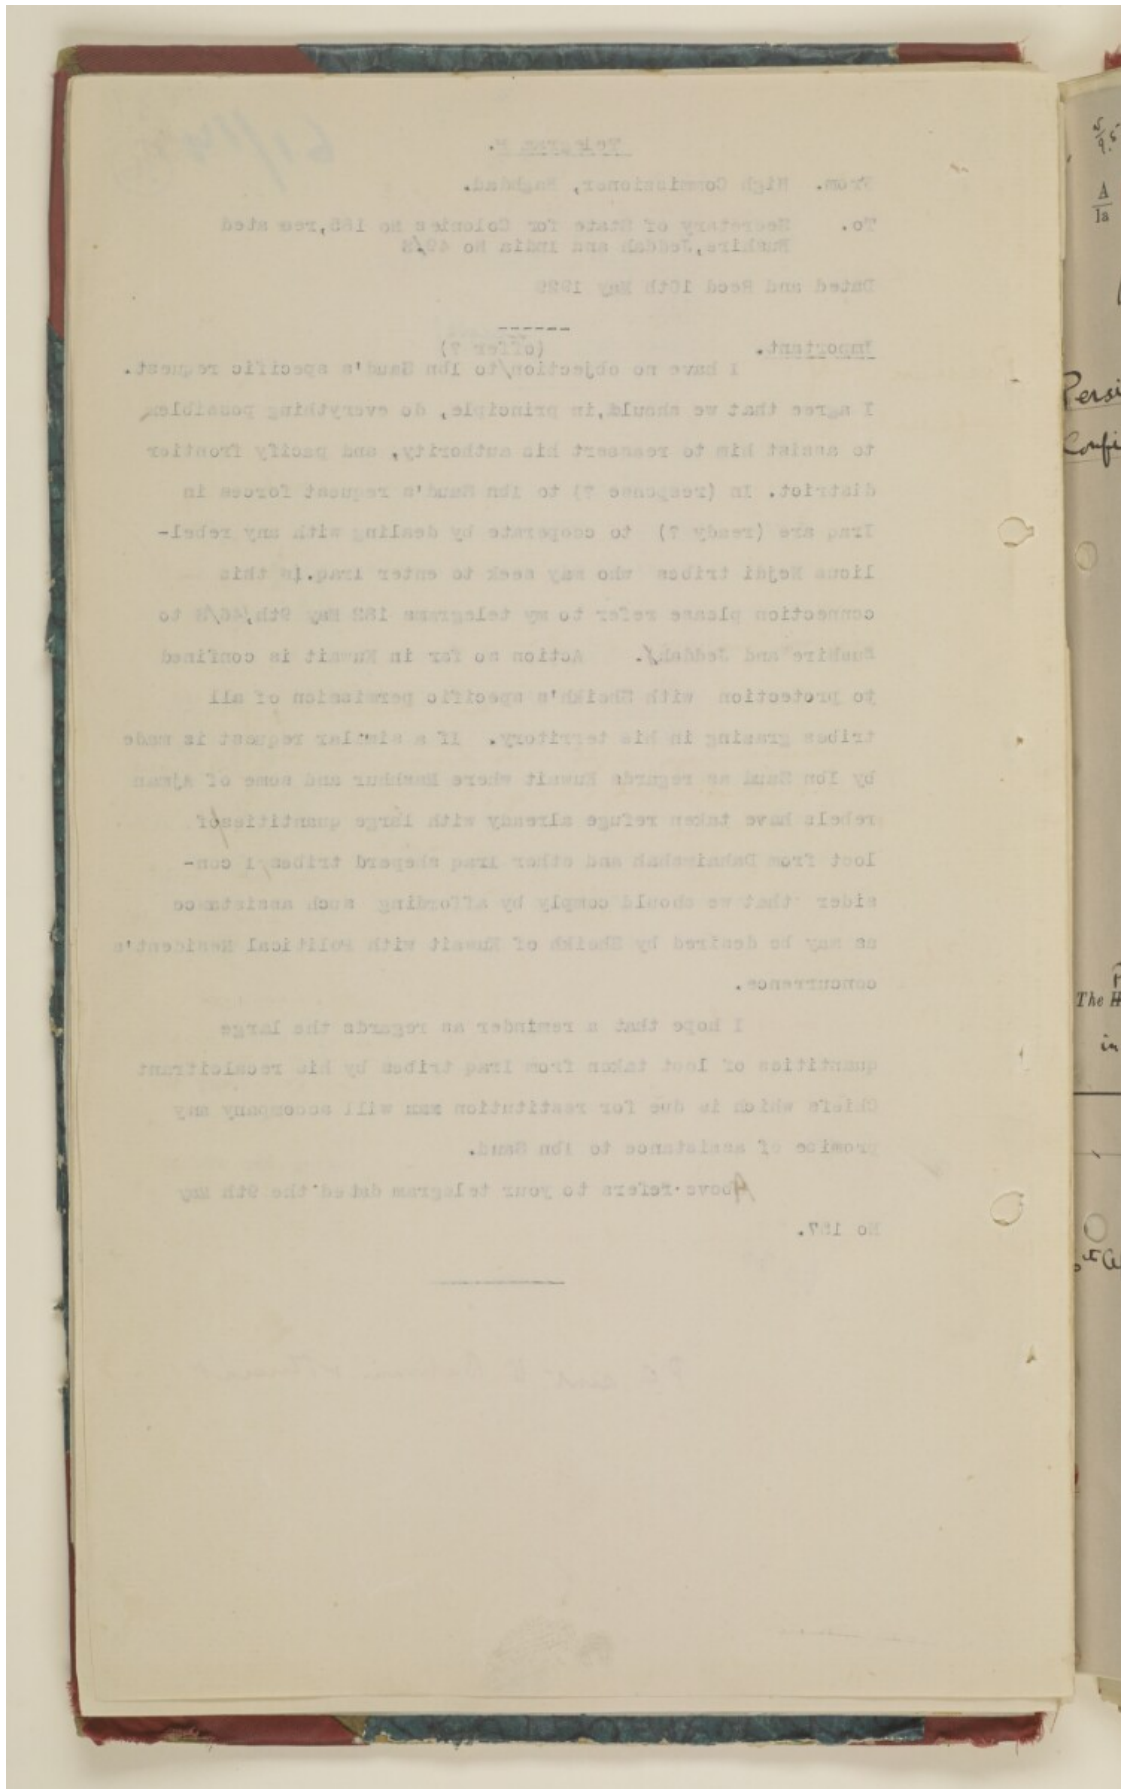 61/14
Telegram.
From. High Commissioner, Baghdad.
To. Secretary of State for Colonies No 185, repeated
Bushire, Jeddah and India No 49/S
Dated and Recd 10th May 1929
Important. (offer ?)
I have no objection/to Ibn Saud's specific request.
I agree that we should, in principle, do everything possible
to assist him to reassert his authority, and pacify frontier
district. In (response ?) to Ibn Saud's request forces in
Iraq are (ready ?) to cooperate by dealing with any rebel-
lious Nejdi tribes who may seek to enter Iraq. In this
connection please refer to my telegrams 182 May 9th,/46/S to
Bushire and Jeddah/. Action so far in Kuwait is confined
to protection with Sheikh's specific permission of all
tribes grazing in his territory. If a similar request is made
by Ibn Saud as regards Kuwait where and some of Ajman
rebels have taken refuge already with large quantities/of
loot from and other Iraq sheperd tribes, I con-
sider that we should comply by affording such assistance
as may be desired by Sheikh of Kuwait with Political Resident's
concurrence.
I hope that a reminder as regards the large
quantities of loot taken from Iraq tribes by his recalcitrant
Chiefs which is due for restitution will accompany any
promise of assistance to Ibn Saud.
Above refers to your telegram dated the 9th May
No 157.
Persi
Confi
The H
in